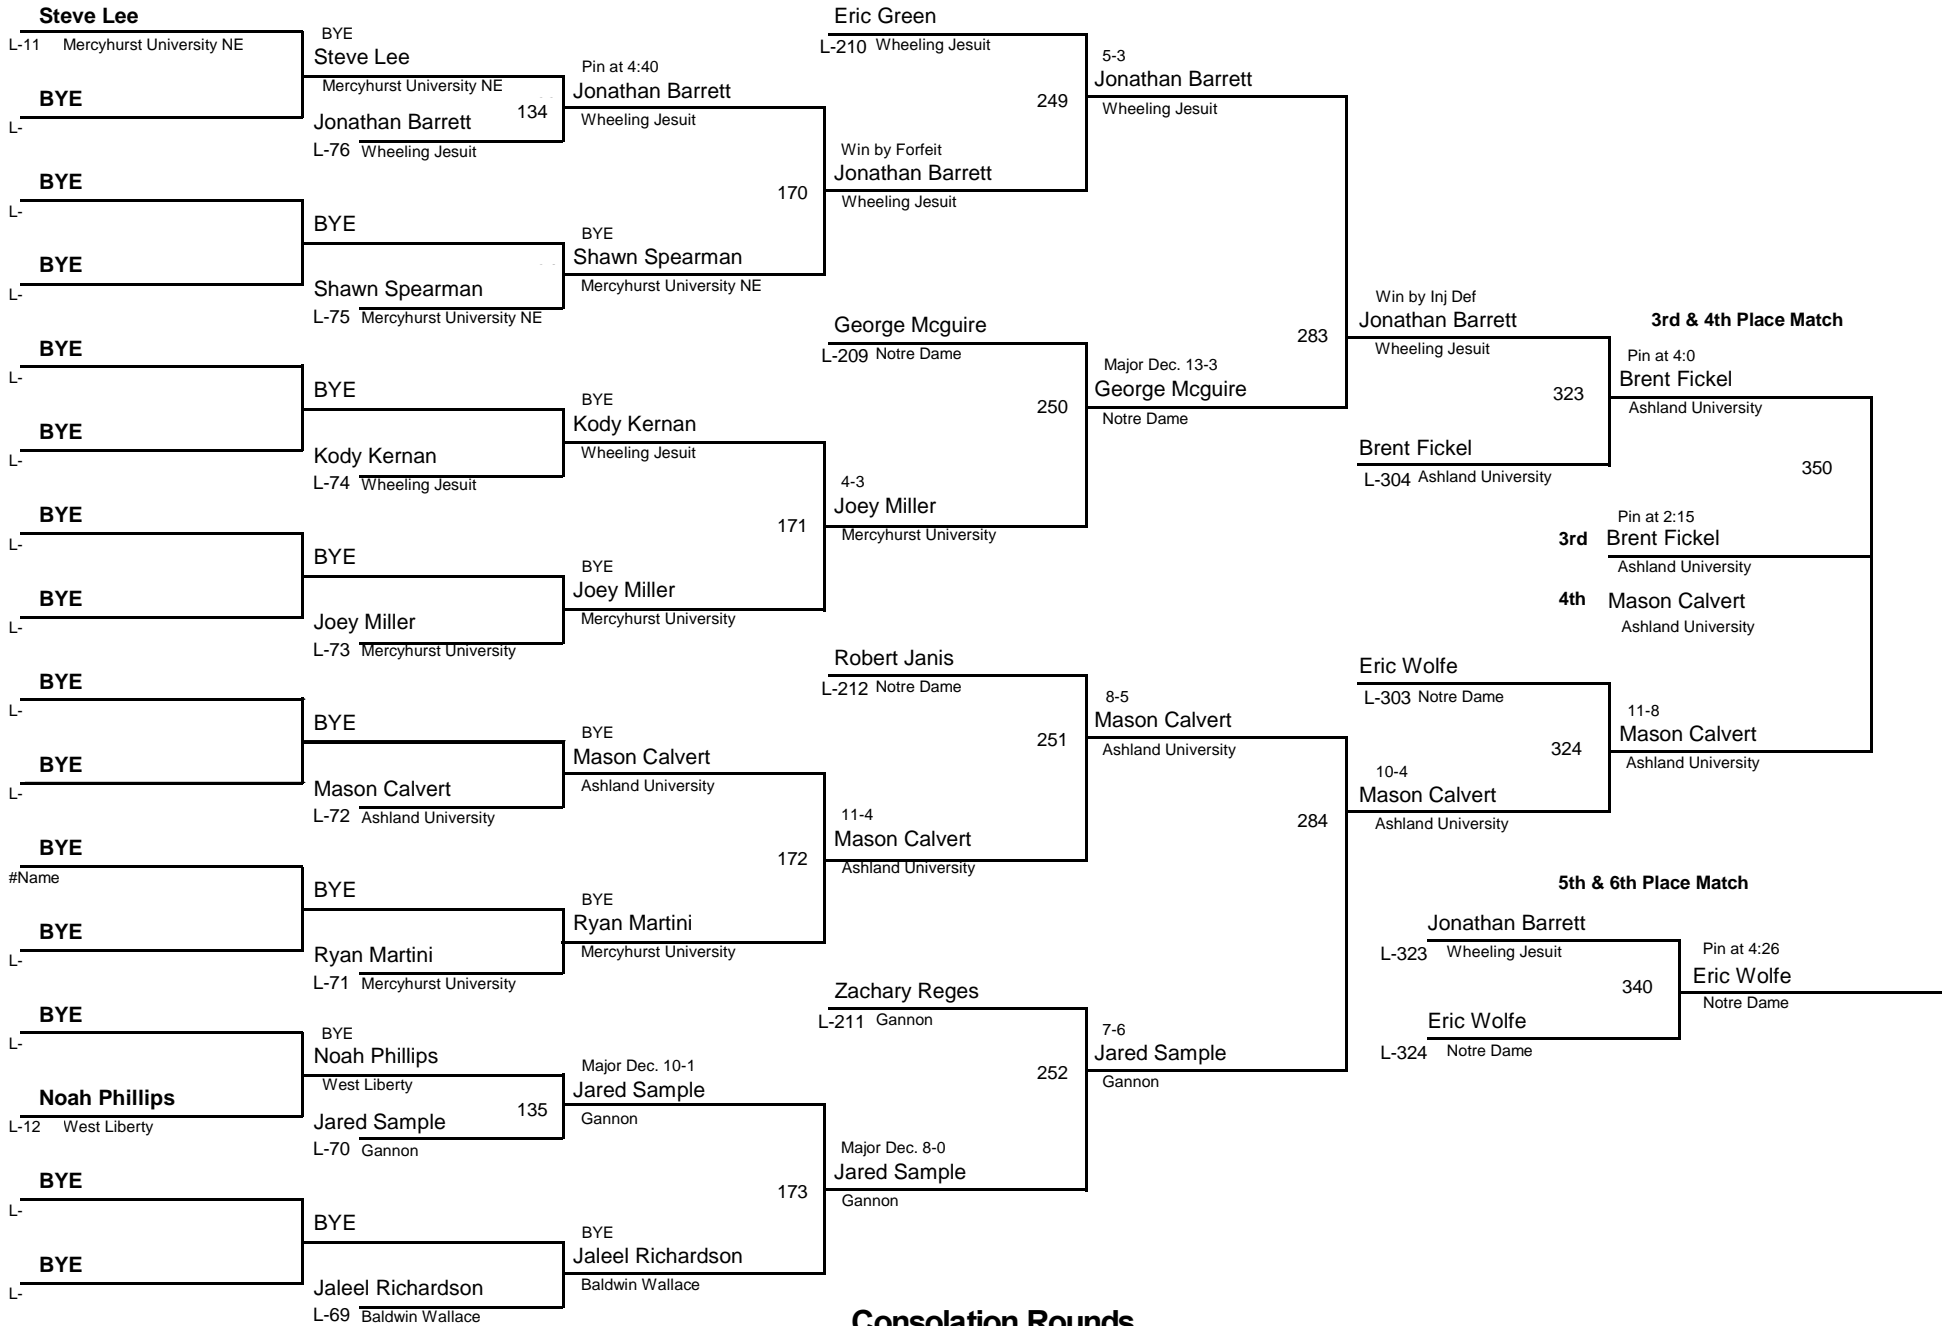 Steve Lee
L-11 Mercyhurst University NE
BYE
L-
BYE
L-
BYE
L-
BYE
L-
BYE
L-
BYE
L-
BYE
L-
BYE
L-
BYE
L-
BYE
#Name
BYE
L-
BYE
L-
Noah Phillips
L-12 West Liberty
BYE
L-
BYE
L-
BYE
Steve Lee
Mercyhurst University NE
134
Jonathan Barrett
L-76 Wheeling Jesuit
BYE
Shawn Spearman
L-75 Mercyhurst University NE
BYE
Kody Kernan
L-74 Wheeling Jesuit
BYE
Joey Miller
L-73 Mercyhurst University
BYE
Mason Calvert
L-72 Ashland University
BYE
Ryan Martini
L-71 Mercyhurst University
BYE
Noah Phillips
West Liberty
135
Jared Sample
L-70 Gannon
BYE
Jaleel Richardson
L-69 Baldwin Wallace
Pin at 4:40
Jonathan Barrett
Wheeling Jesuit
170
BYE
Shawn Spearman
Mercyhurst University NE
BYE
Kody Kernan
Wheeling Jesuit
171
BYE
Joey Miller
Mercyhurst University
BYE
Mason Calvert
Ashland University
172
BYE
Ryan Martini
Mercyhurst University
Major Dec. 10-1
Jared Sample
Gannon
173
BYE
Jaleel Richardson
Baldwin Wallace
Eric Green
L-210 Wheeling Jesuit
249
Win by Forfeit
Jonathan Barrett
Wheeling Jesuit
George Mcguire
L-209 Notre Dame
250
4-3
Joey Miller
Mercyhurst University
Robert Janis
L-212 Notre Dame
251
11-4
Mason Calvert
Ashland University
Zachary Reges
L-211 Gannon
252
Major Dec. 8-0
Jared Sample
Gannon
5-3
Jonathan Barrett
Wheeling Jesuit
283
Major Dec. 13-3
George Mcguire
Notre Dame
8-5
Mason Calvert
Ashland University
284
7-6
Jared Sample
Gannon
Win by Inj Def
Jonathan Barrett
Wheeling Jesuit
323
Brent Fickel
L-304 Ashland University
Eric Wolfe
L-303 Notre Dame
324
10-4
Mason Calvert
Ashland University
3rd & 4th Place Match
Pin at 4:0
Brent Fickel
Ashland University
350
Pin at 2:15
3rd Brent Fickel
Ashland University
4th Mason Calvert
Ashland University
11-8
Mason Calvert
Ashland University
5th & 6th Place Match
Jonathan Barrett
L-323 Wheeling Jesuit
340
Eric Wolfe
L-324 Notre Dame
Pin at 4:26
Eric Wolfe
Notre Dame
Consolation Rounds